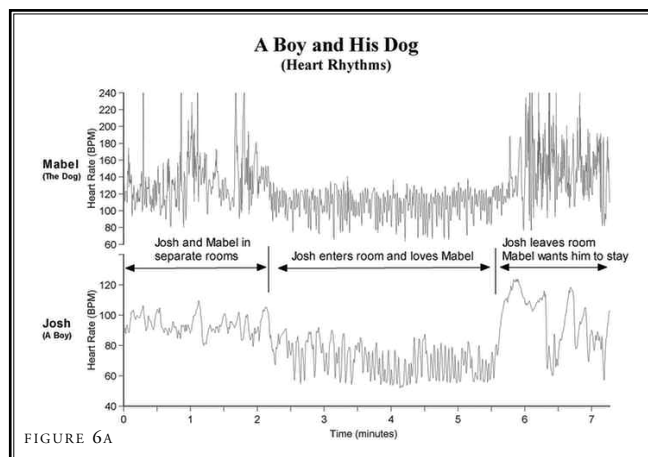 A Boy and His Dog
(Heart Rhythms)
240
220
200
180
160
140
120
100
80
60
Heart Rate (BPM)
Mabel
(The Dog)
Josh and Mabel in
separate rooms
Josh enters room and loves Mabel
Josh leaves room
Mabel wants him to stay
120
100
80
60
40
Heart Rate (BPM)
Josh
(A Boy)
0 1 2 3 4 5 6 7
Time (minutes)
FIGURE 6A